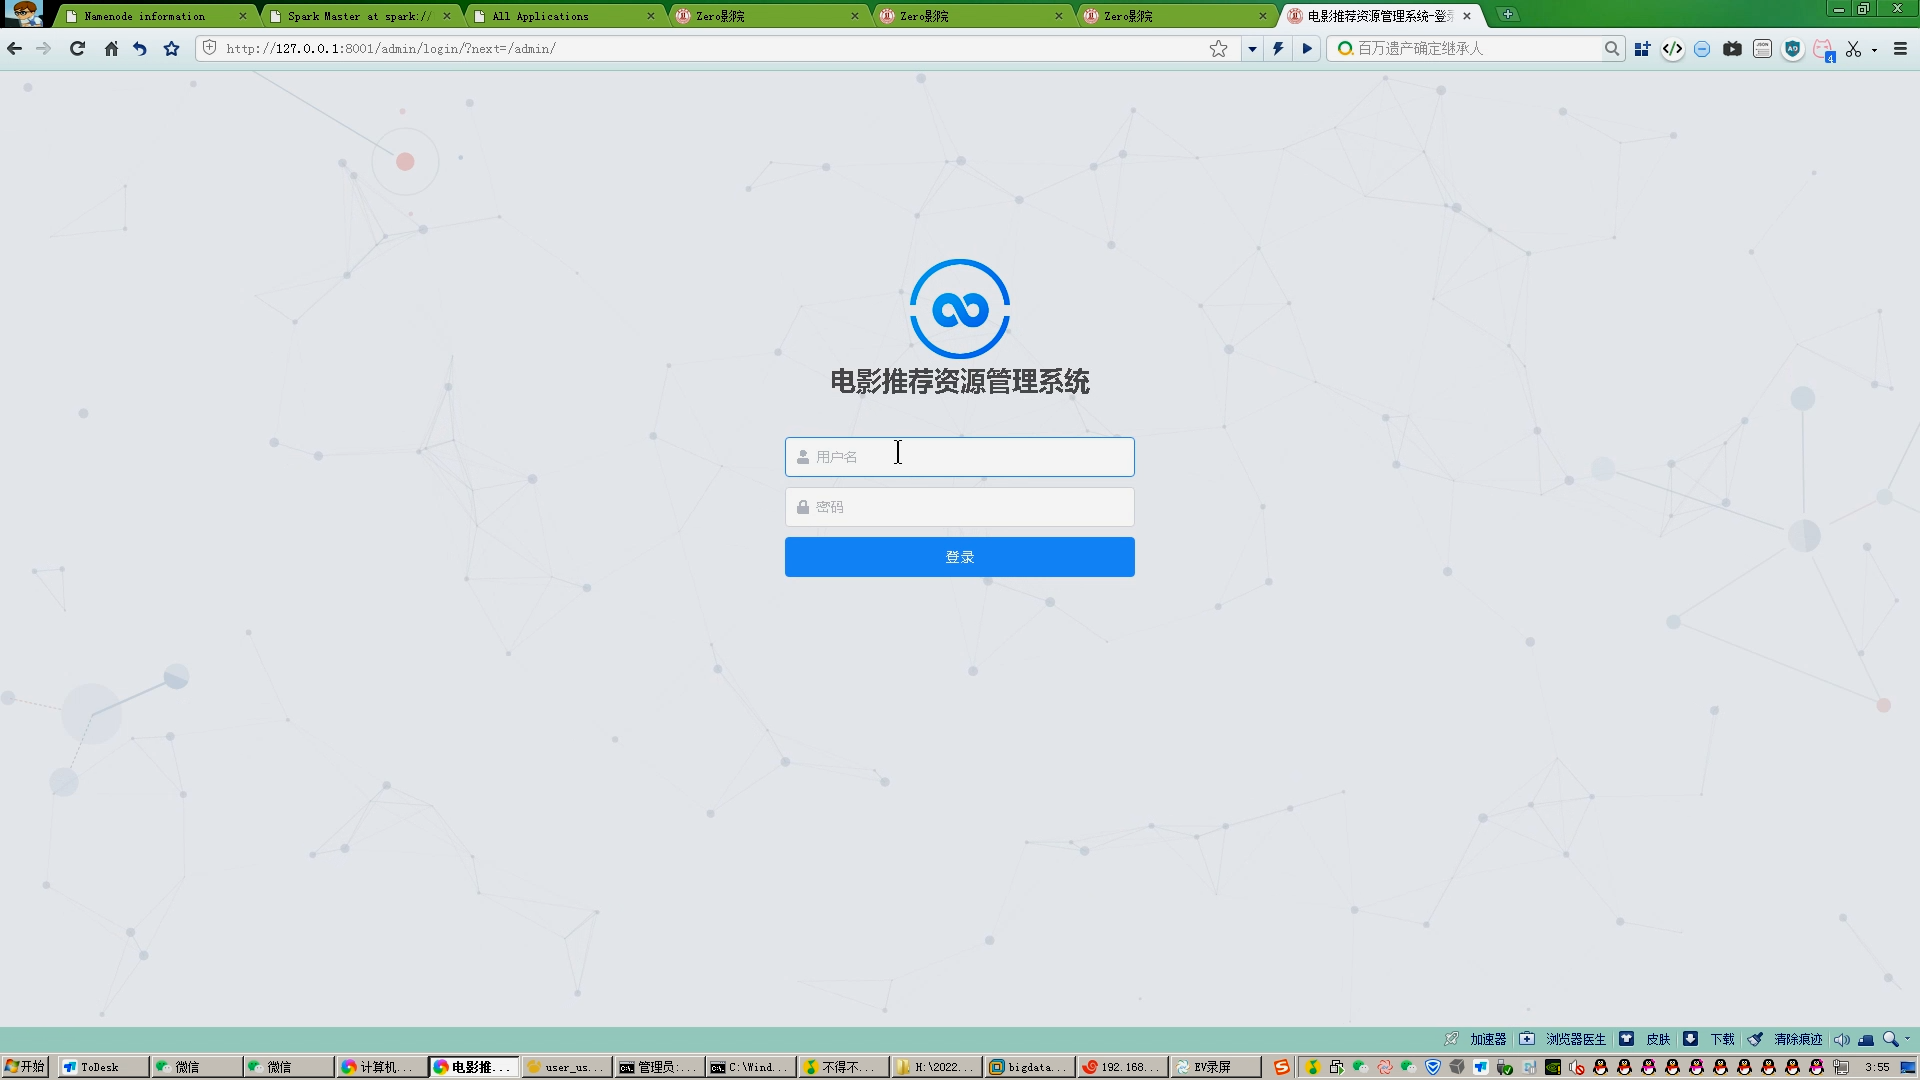 Namenode information
Spark Master at spark://
All Applications
Zero影院
Zero影院
Zero影院
电影推荐资源管理系统-登
http://127.0.0.1:8001/admin/login/?next=/admin/
百万遗产确定继承人
4
电影推荐资源管理系统
用户名
密码
登录
加速器
浏览器医生
皮肤
下载
清除痕迹
开始
ToDesk
微信
微信
计算机...
电影推...
user_us...
管理员:...
C:\Wind...
不得不...
H:\2022...
bigdata...
192.168...
EV录屏
3:55